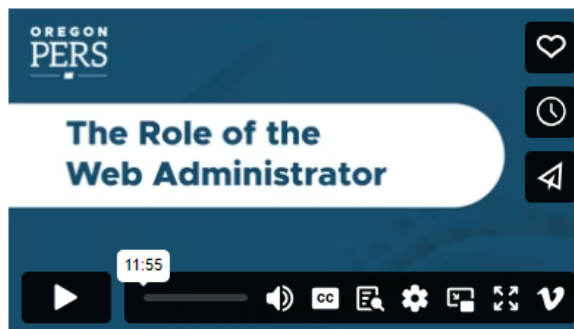 OREGON
PERS
The Role of the
Web Administrator
11:55
CC